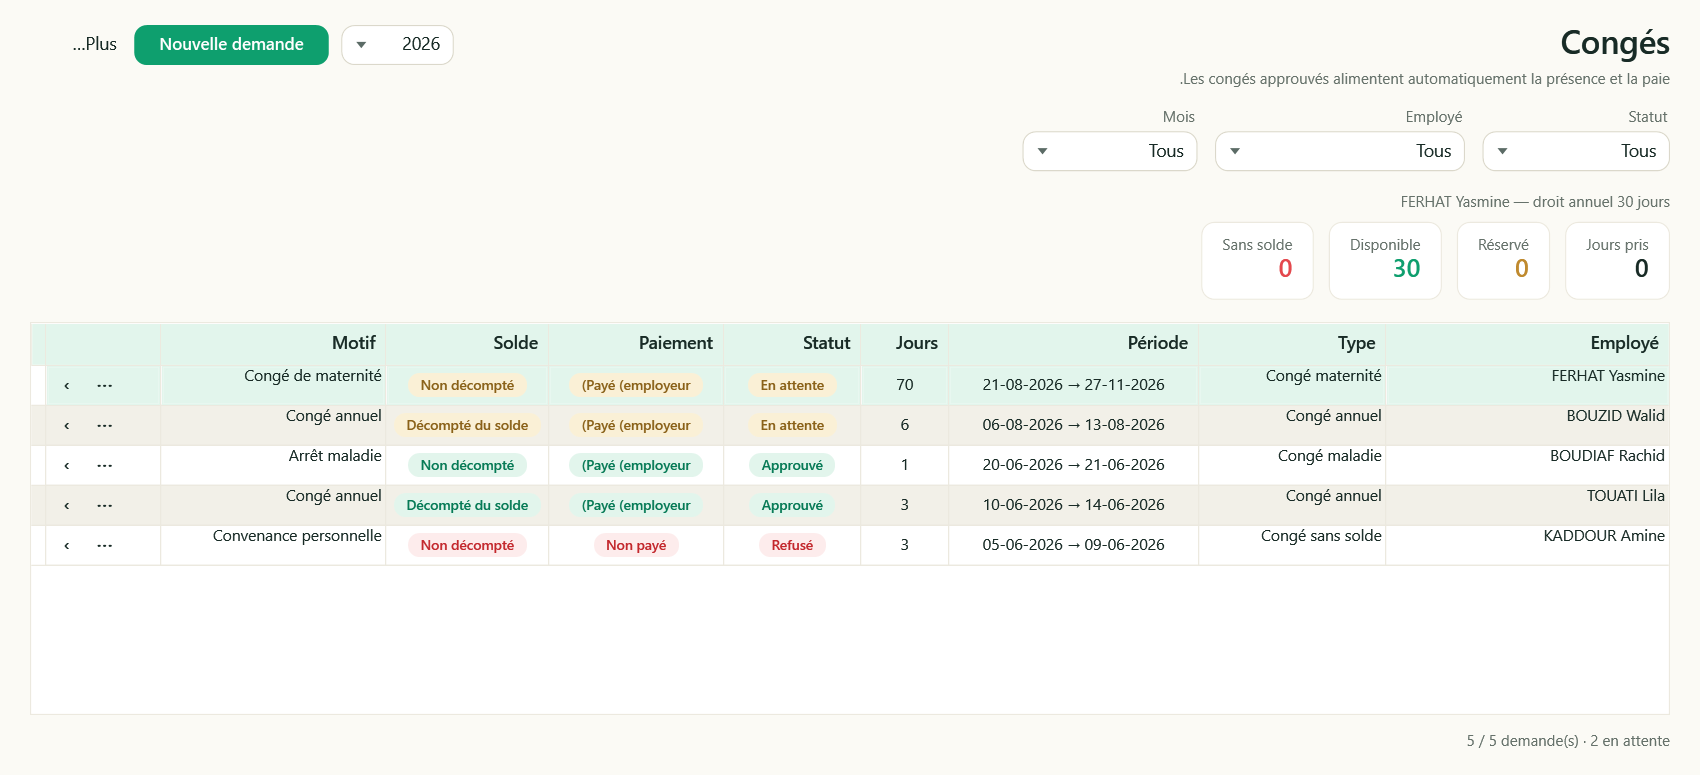 Congés
2026
Nouvelle demande
...Plus
.Les congés approuvés alimentent automatiquement la présence et la paie
Statut Employé Mois
Tous Tous Tous
FERHAT Yasmine — droit annuel 30 jours
Jours pris Réservé Disponible Sans solde
0 0 30 0
Employé Type Période Jours Statut Paiement Solde Motif
FERHAT Yasmine Congé maternité 21-08-2026 → 27-11-2026 70 En attente (Payé (employeur Non décompté Congé de maternité ··· ‹
BOUZID Walid Congé annuel 06-08-2026 → 13-08-2026 6 En attente (Payé (employeur Décompté du solde Congé annuel ··· ‹
BOUDIAF Rachid Congé maladie 20-06-2026 → 21-06-2026 1 Approuvé (Payé (employeur Non décompté Arrêt maladie ··· ‹
TOUATI Lila Congé annuel 10-06-2026 → 14-06-2026 3 Approuvé (Payé (employeur Décompté du solde Congé annuel ··· ‹
KADDOUR Amine Congé sans solde 05-06-2026 → 09-06-2026 3 Refusé Non payé Non décompté Convenance personnelle ··· ‹
5 / 5 demande(s) · 2 en attente